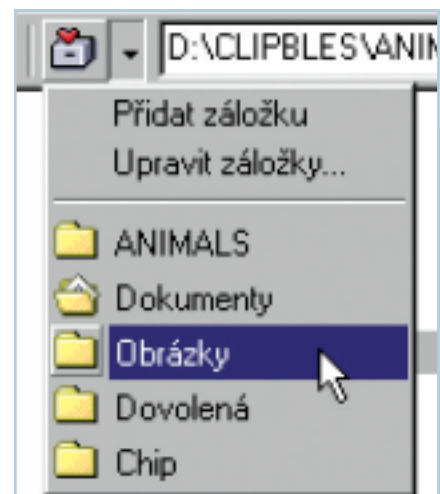 D:\CLIPBLES\ANIM
Přidat záložku
Upravit záložky...
ANIMALS
Dokumenty
Obrázky
Dovolená
Chip